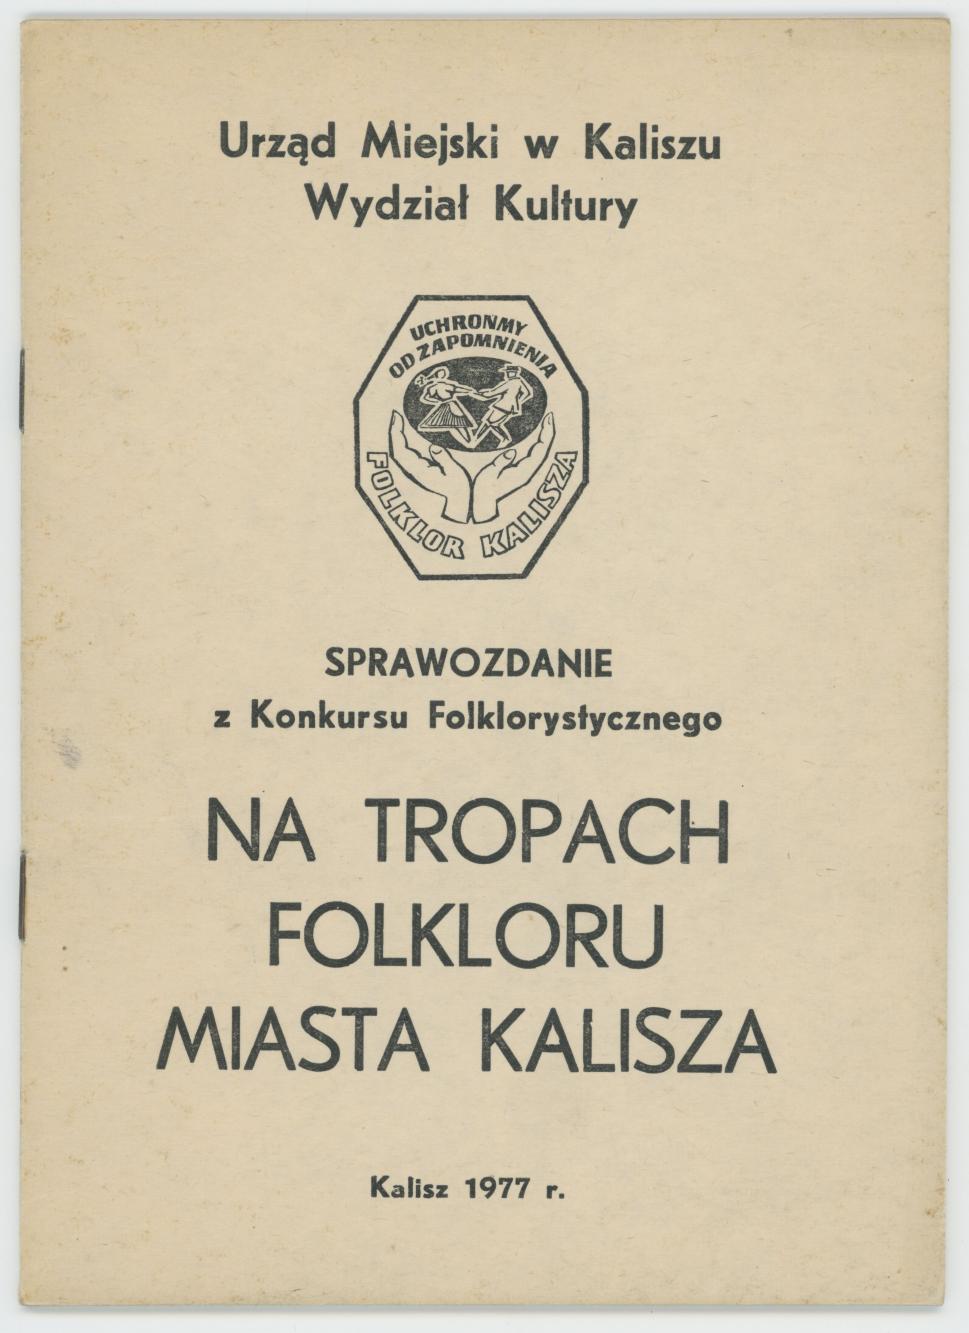 Urząd Miejski w Kaliszu
Wydział Kultury
UCHRONMY
OD ZAPOMNIENIA
FOLKLOR KALISZA
SPRAWOZDANIE
z Konkursu Folklorystycznego
NA TROPACH
FOLKLORU
MIASTA KALISZA
Kalisz 1977 r.